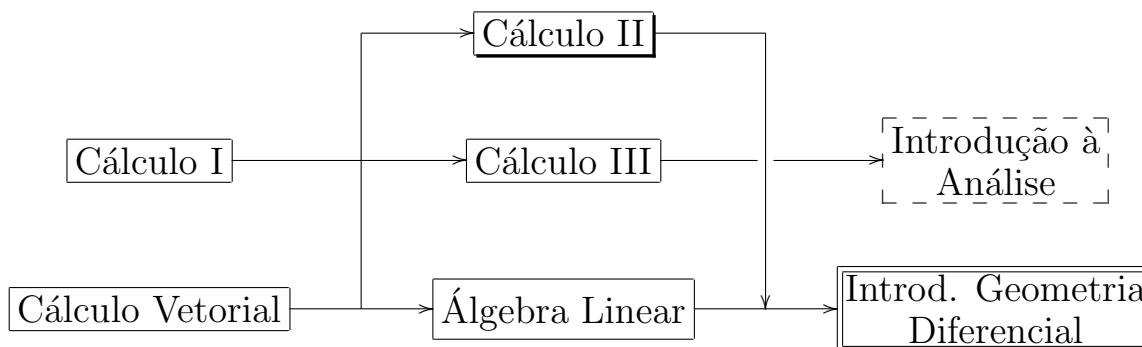 Cálculo II
Cálculo I
Cálculo III
Introdução à
Análise
Cálculo Vetorial
Álgebra Linear
Introd. Geometria
Diferencial